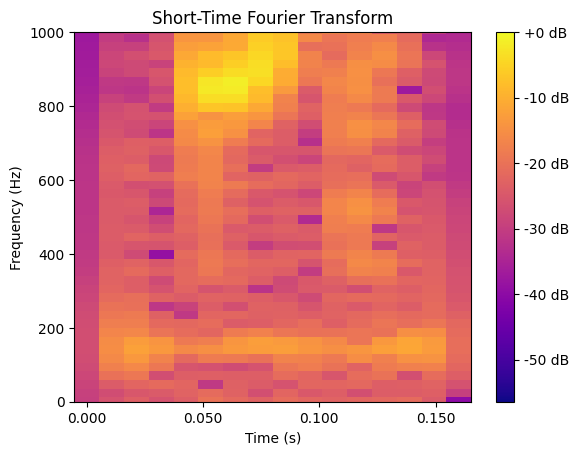 Short-Time Fourier Transform
1000
800
600
400
200
0
Frequency (Hz)
0.000
0.050
0.100
0.150
Time (s)
+0 dB
-10 dB
-20 dB
-30 dB
-40 dB
-50 dB